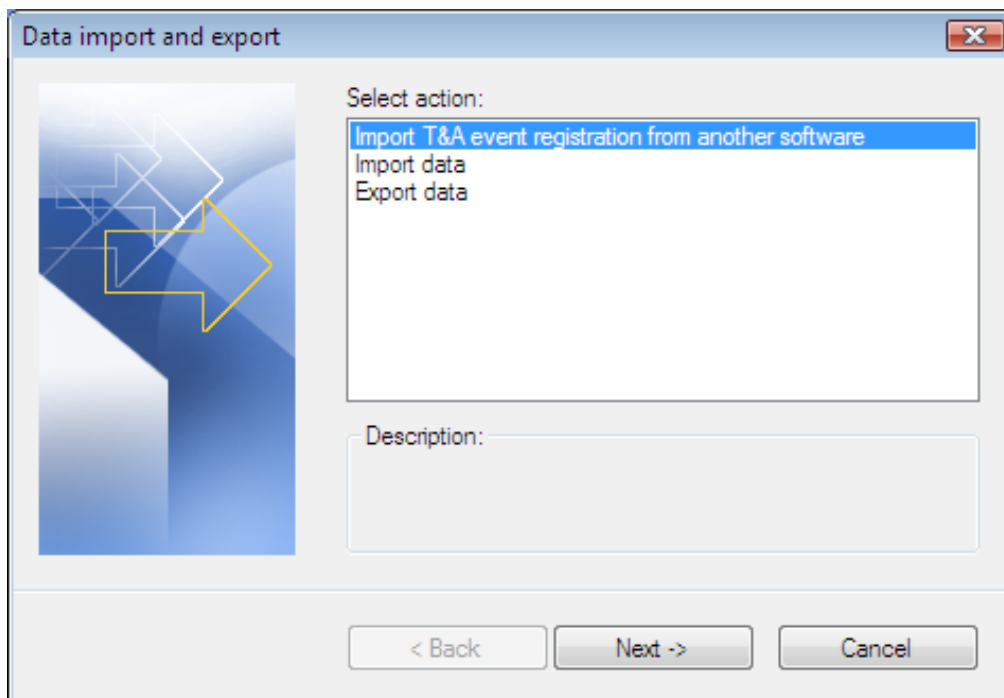 Data import and export
Select action:
Import T&A event registration from another software
Import data
Export data
Description:
< Back
Next ->
Cancel